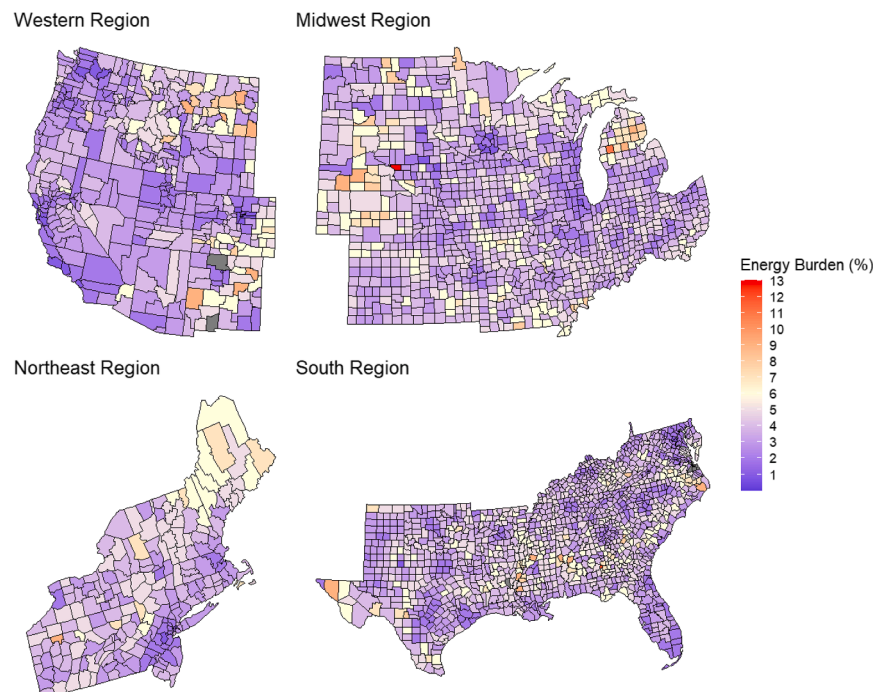 Western Region
Midwest Region
Energy Burden (%)
13
12
11
10
9
8
7
6
5
4
3
2
1
Northeast Region
South Region